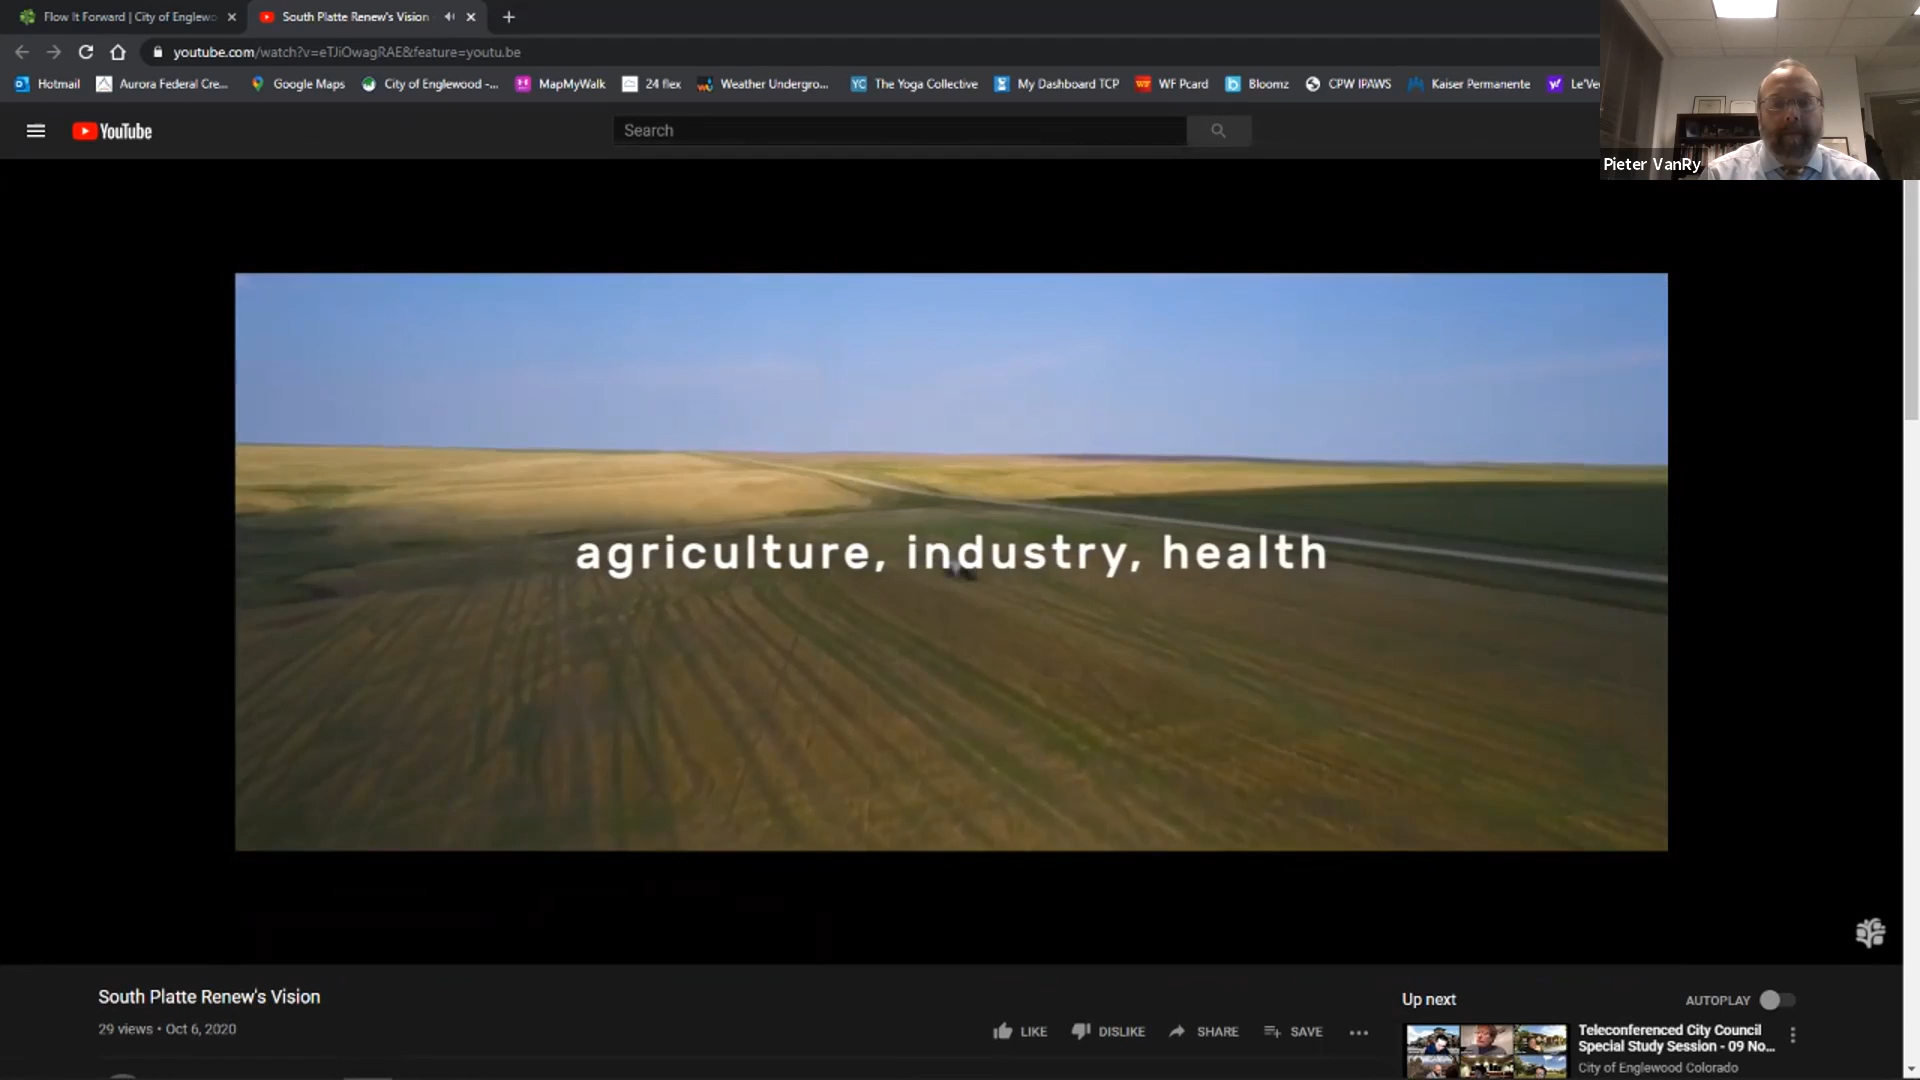 Flow It Forward | City of Englewo
South Platte Renew's Vision
youtube.com/watch?v=eTJiOwagRAE&feature=youtu.be
Hotmail
Aurora Federal Cre...
Google Maps
City of Englewood -...
MapMyWalk
24 flex
Weather Undergro...
YC The Yoga Collective
My Dashboard TCP
WF Pcard
Bloomz
CPW IPAWS
Kaiser Permanente
Le'Ve
Pieter VanRy
YouTube
Search
agriculture, industry, health
South Platte Renew's Vision
29 views • Oct 6, 2020
LIKE
DISLIKE
SHARE
SAVE
Up next
AUTOPLAY
Teleconferenced City Council
Special Study Session - 09 No...
City of Englewood Colorado